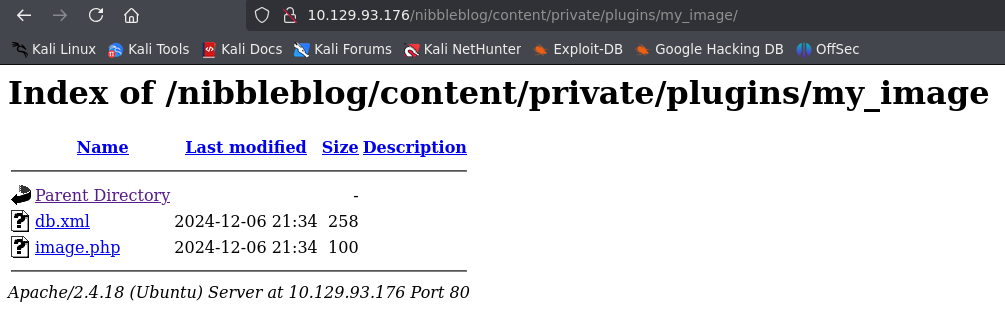 10.129.93.176/nibbleblog/content/private/plugins/my_image/
Kali Linux Kali Tools Kali Docs Kali Forums Kali NetHunter Exploit-DB Google Hacking DB OffSec
Index of /nibbleblog/content/private/plugins/my_image
Name Last modified Size Description
Parent Directory -
db.xml 2024-12-06 21:34 258
image.php 2024-12-06 21:34 100
Apache/2.4.18 (Ubuntu) Server at 10.129.93.176 Port 80